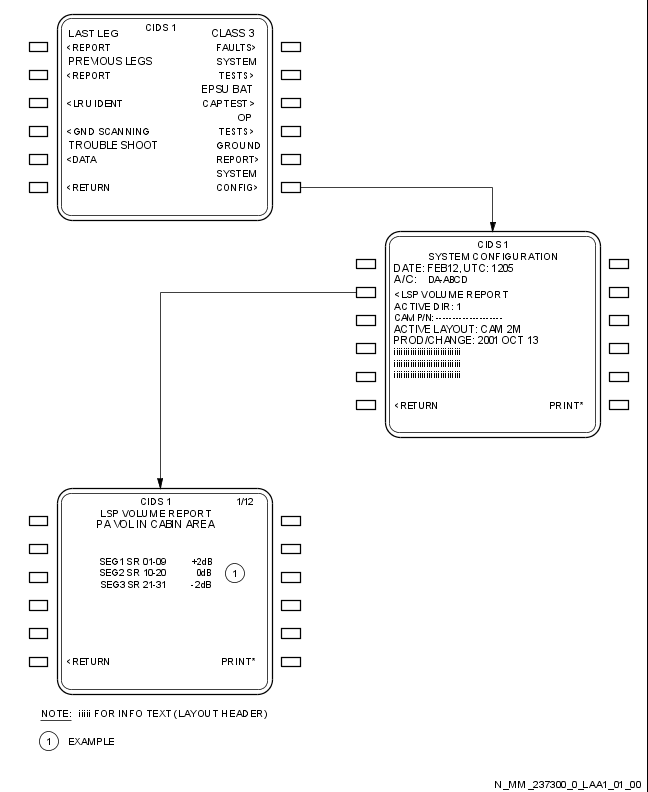 CIDS 1
LAST LEG CLASS 3
<REPORT FAULTS>
PREMOUS LEGS SYSTEM
<REPORT TESTS>
EPSU BAT
<LRU IDENT CAPTEST>
OP
<GND SCANNING TESTS>
TROUBLE SHOOT GROUND
<DATA REPORT>
SYSTEM
<RETURN CONFIG>
CIDS 1
SYSTEM CONFIGURATION
DATE: FEB12, UTC: 1205
A/C: DA-ABCD
<LSP VOLUME REPORT
ACTIVE DIR: 1
CAM P/N: --------------------
ACTIVE LAYOUT: CAM 2M
PROD/CHANGE: 2001 OCT 13
iiiiiiiiiiiiiiiiiiiiiiii
iiiiiiiiiiiiiiiiiiiiiiii
iiiiiiiiiiiiiiiiiiiiiiii
<RETURN PRINT*
CIDS 1 1/12
LSP VOLUME REPORT
PA VOL IN CABIN AREA
SEG1 SR 01-09 +2dB
SEG2 SR 10-20 0dB 1
SEG3 SR 21-31 -2dB
<RETURN PRINT*
NOTE: iiiii FOR INFO TEXT (LAYOUT HEADER)
1 EXAMPLE
N_MM_237300_0_LAA1_01_00